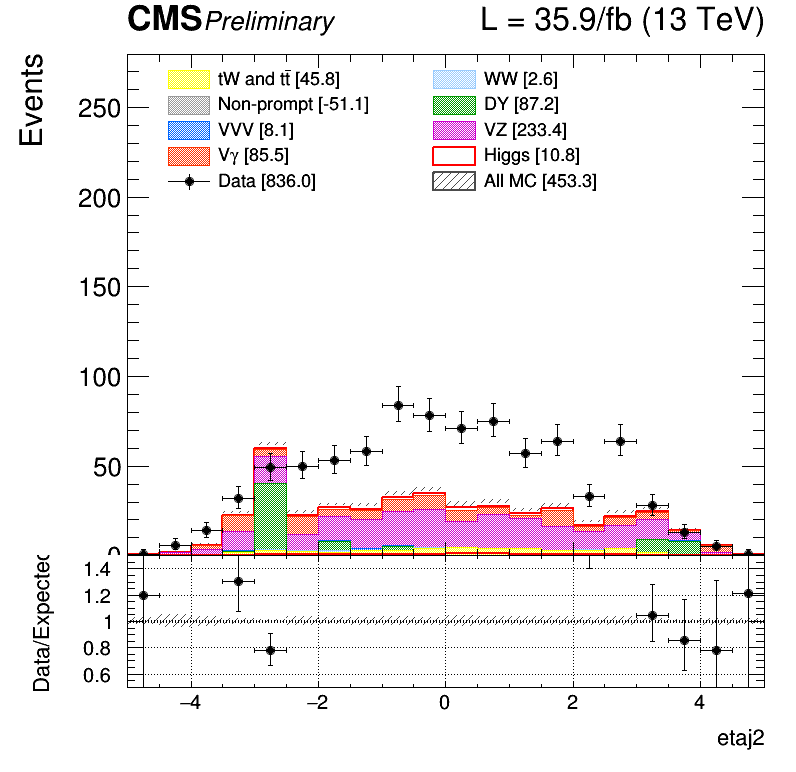 CMS Preliminary L = 35.9/fb (13 TeV)
Events
tW and tt̄ [45.8] WW [2.6]
Non-prompt [-51.1] DY [87.2]
VVV [8.1] VZ [233.4]
Vγ [85.5] Higgs [10.8]
Data [836.0] All MC [453.3]
250
200
150
100
50
0
Data/Expected
1.4
1.2
1
0.8
0.6
−4 −2 0 2 4
etaj2